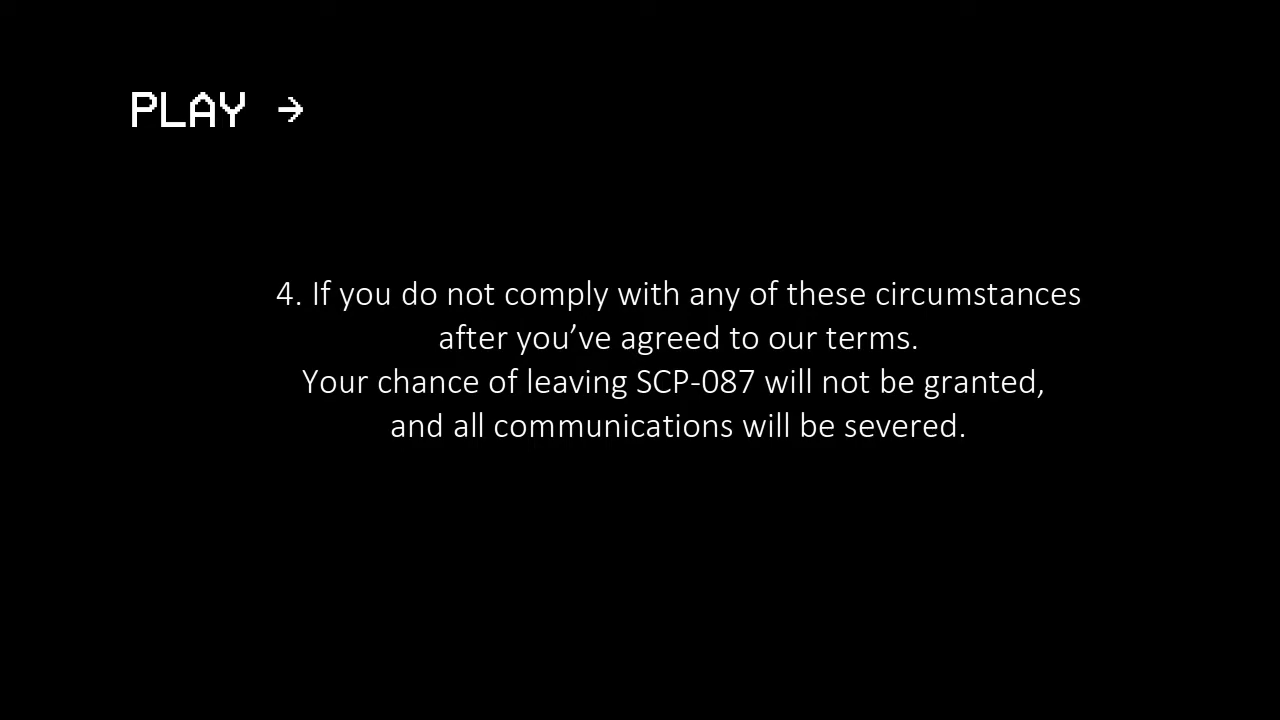 PLAY →
4. If you do not comply with any of these circumstances
after you’ve agreed to our terms.
Your chance of leaving SCP-087 will not be granted,
and all communications will be severed.